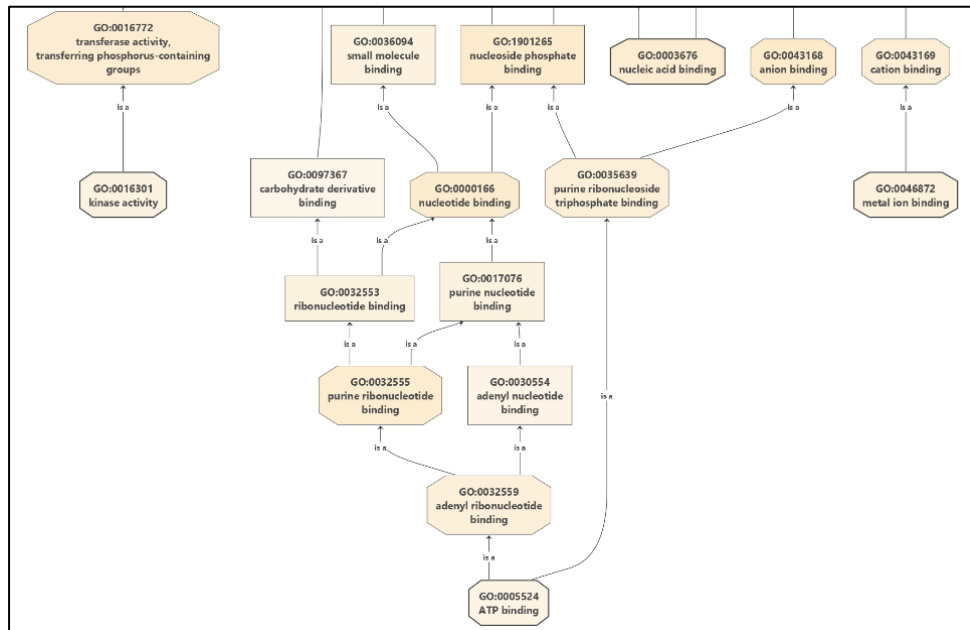 GO:0016772
transferase activity,
transferring phosphorus-containing
groups
GO:0036094
small molecule
binding
GO:1901265
nucleoside phosphate
binding
GO:0003676
nucleic acid binding
GO:0043168
anion binding
GO:0043169
cation binding
is a
is a
is a
is a
is a
is a
GO:0016301
kinase activity
GO:0097367
carbohydrate derivative
binding
GO:0000166
nucleotide binding
GO:0035639
purine ribonucleoside
triphosphate binding
GO:0046872
metal ion binding
is a
is a
is a
GO:0032553
ribonucleotide binding
GO:0017076
purine nucleotide
binding
is a
is a
is a
GO:0032555
purine ribonucleotide
binding
GO:0030554
adenyl nucleotide
binding
is a
is a
is a
GO:0032559
adenyl ribonucleotide
binding
is a
GO:0005524
ATP binding